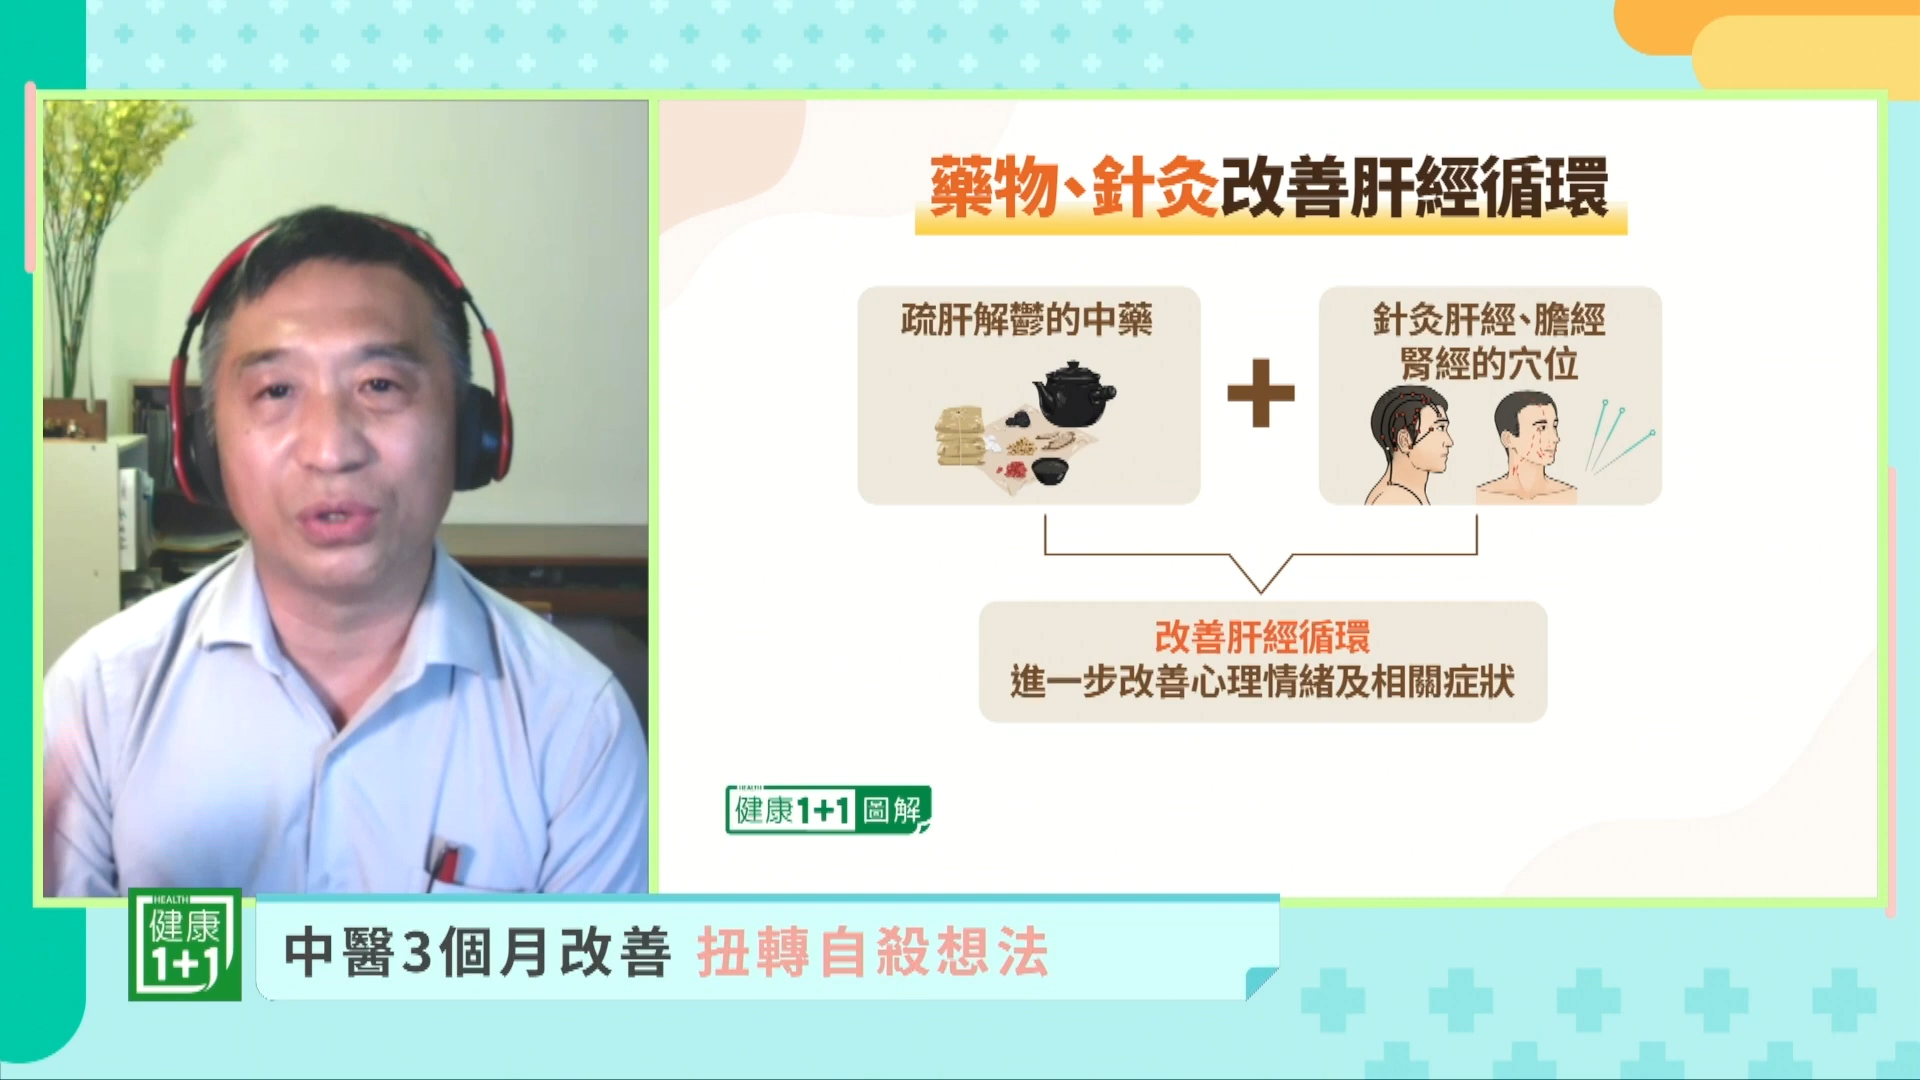 藥物、針灸改善肝經循環
疏肝解鬱的中藥
針灸肝經、膽經
腎經的穴位
改善肝經循環
進一步改善心理情緒及相關症狀
HEALTH
健康1+1 圖解
HEALTH
健康
1+1
中醫3個月改善 扭轉自殺想法